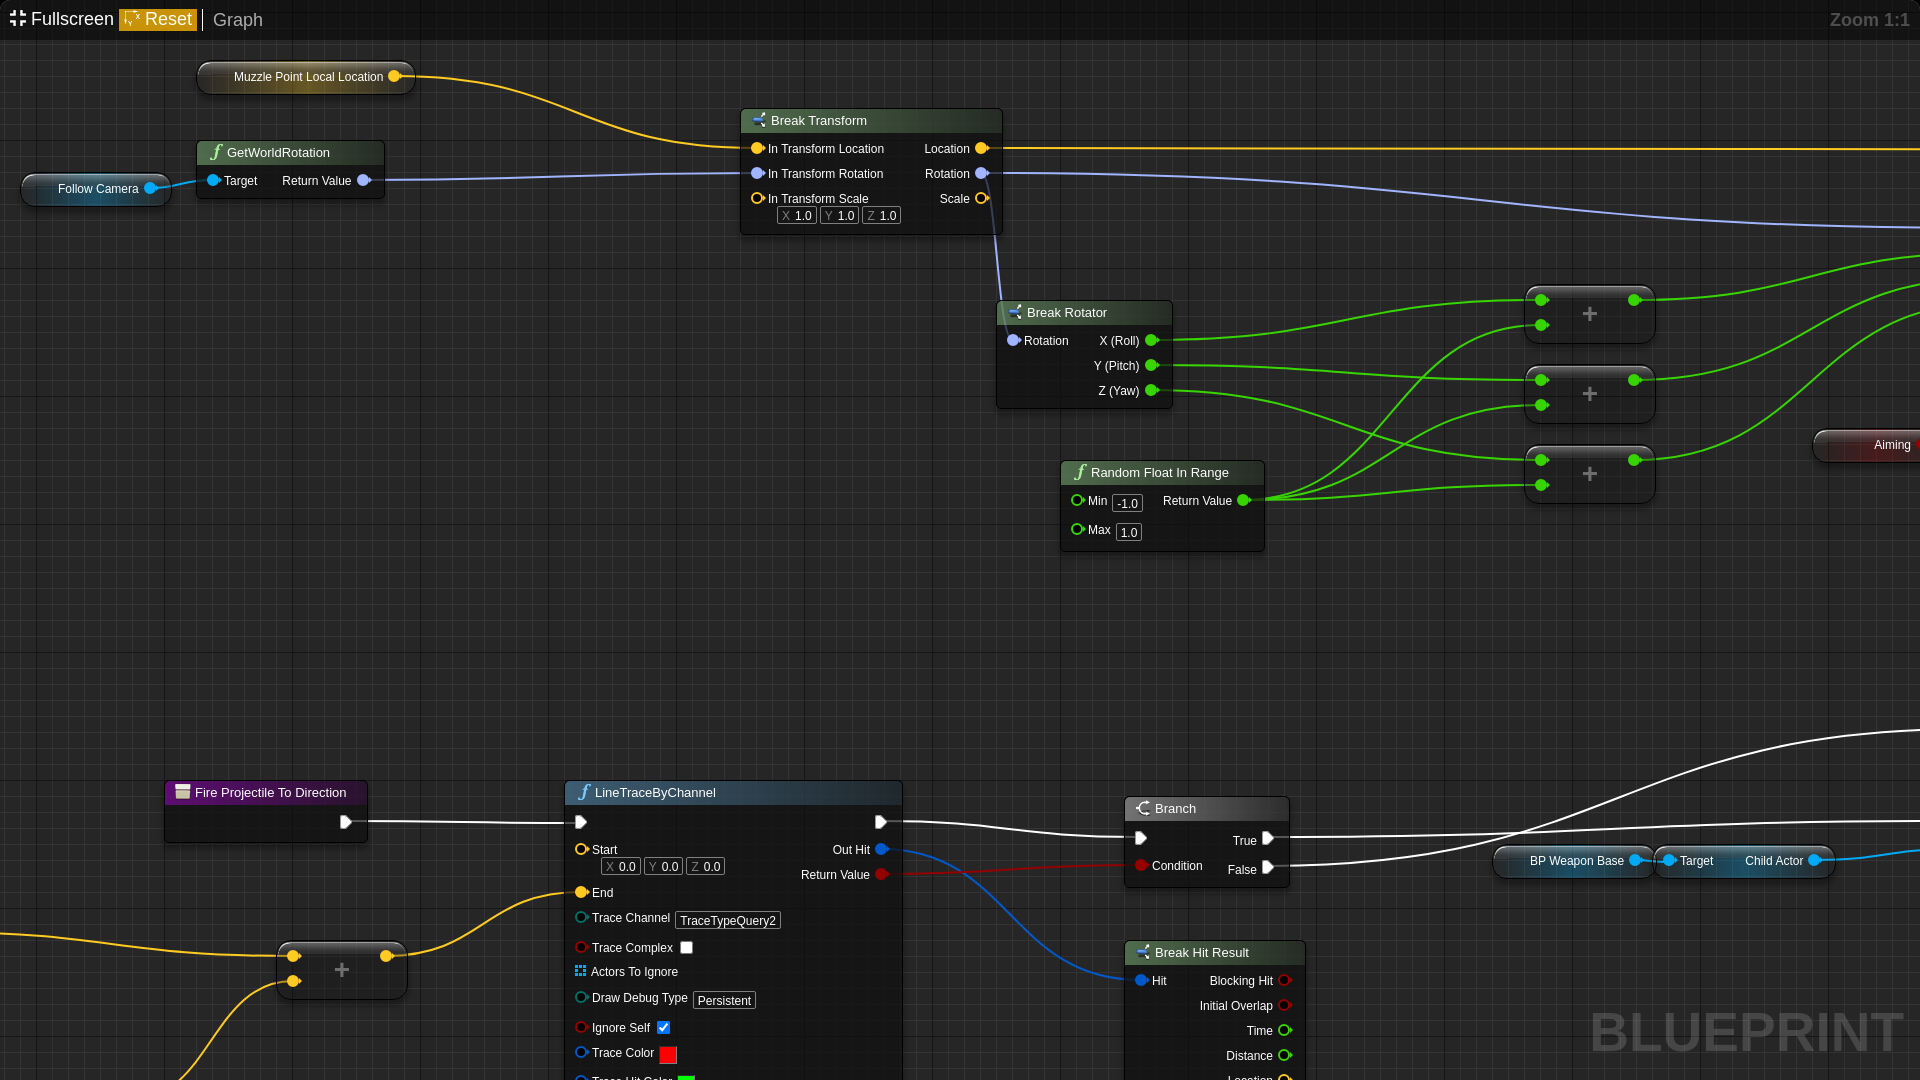 Fullscreen Reset Graph Zoom 1:1
Muzzle Point Local Location
Break Transform
In Transform Location Location
In Transform Rotation Rotation
In Transform Scale Scale
X 1.0 Y 1.0 Z 1.0
GetWorldRotation
Target Return Value
Follow Camera
Break Rotator
Rotation X (Roll)
Y (Pitch)
Z (Yaw)
+
+
+
Aiming
Random Float In Range
Min -1.0 Return Value
Max 1.0
Fire Projectile To Direction
LineTraceByChannel
Start Out Hit
X 0.0 Y 0.0 Z 0.0
Return Value
End
Trace Channel TraceTypeQuery2
Trace Complex
Actors To Ignore
Draw Debug Type Persistent
Ignore Self
Trace Color
Trace Hit Color
+
Branch
True
Condition False
BP Weapon Base Target Child Actor
Break Hit Result
Hit Blocking Hit
Initial Overlap
Time
Distance
Location
BLUEPRINT